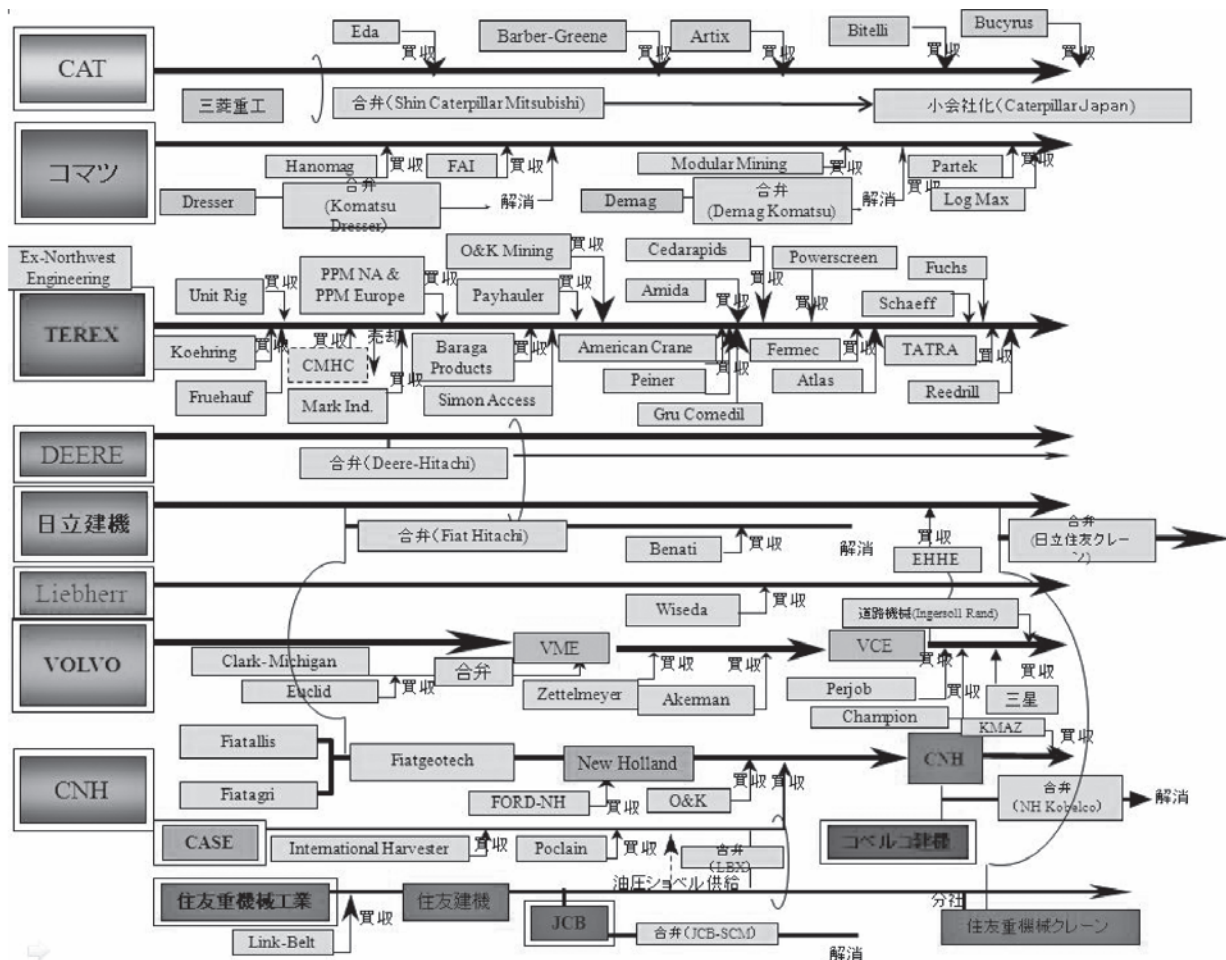 Eda
買収
Barber-Greene
買収
Artix
買収
Bitelli
買収
Bucyrus
買収
CAT
三菱重工
合弁(Shin Caterpillar Mitsubishi)
小会社化(Caterpillar Japan)
コマツ
Hanomag
買収
FAI
買収
Modular Mining
買収
Partek
買収
Dresser
合弁
(Komatsu
Dresser)
解消
買収
Demag
合弁
(Demag Komatsu)
解消
買収
Log Max
買収
Ex-Northwest
Engineering
Unit Rig
買収
PPM NA &
PPM Europe
買収
O&K Mining
買収
Payhauler
買収
Cedarapids
買収
Amida
買収
Powerscreen
買収
Fuchs
買収
Schaeff
買収
TEREX
Koehring
買収
買収
CMHC
売却
Baraga
Products
買収
American Crane
Fermec
買収
TATRA
買収
Fruehauf
Mark Ind.
買収
Simon Access
Peiner
買収
Gru Comedil
Atlas
Reedrill
DEERE
合弁(Deere-Hitachi)
日立建機
合弁(Fiat Hitachi)
Benati
買収
解消
買収
EHHE
合弁
(日立住友クレー
ン)
Liebherr
Wiseda
買収
道路機械(Ingersoll Rand)
VOLVO
Clark-Michigan
Euclid
買収
合弁
VME
Zettelmeyer
買収
Akerman
買収
VCE
買収
買収
Perjob
買収
Champion
三星
KMAZ
買収
CNH
Fiatallis
Fiatagri
Fiatgeotech
New Holland
FORD-NH
買収
O&K
買収
買収
CNH
合弁
(NH Kobelco)
解消
CASE
International Harvester
買収
Poclain
買収
合弁
(LBX)
油圧ショベル供給
コベルコ建機
住友重機械工業
買収
Link-Belt
住友建機
JCB
合弁(JCB-SCM)
解消
分社
住友重機械クレーン